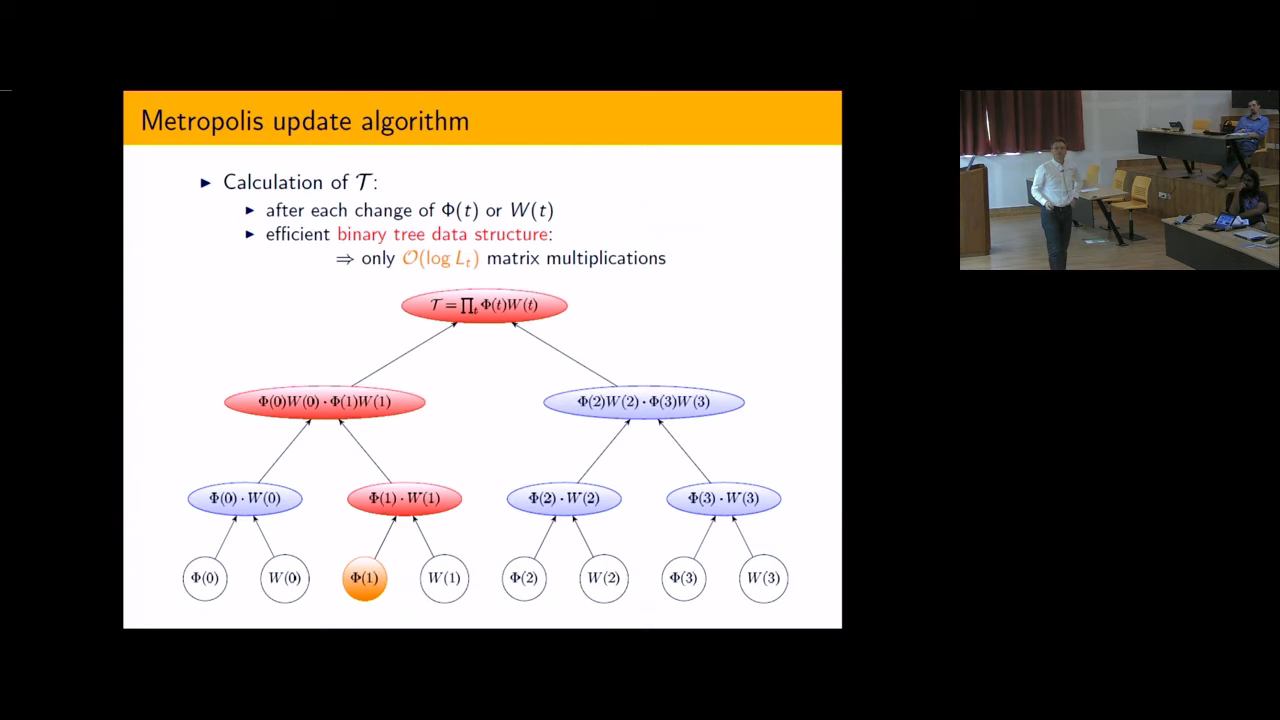 Metropolis update algorithm
► Calculation of 𝒯:
► after each change of Φ(t) or W(t)
► efficient binary tree data structure:
⇒ only 𝒪(log Lₜ) matrix multiplications
𝒯 = ∏ₜ Φ(t)W(t)
Φ(0)W(0) · Φ(1)W(1)
Φ(2)W(2) · Φ(3)W(3)
Φ(0) · W(0)
Φ(1) · W(1)
Φ(2) · W(2)
Φ(3) · W(3)
Φ(0)
W(0)
Φ(1)
W(1)
Φ(2)
W(2)
Φ(3)
W(3)